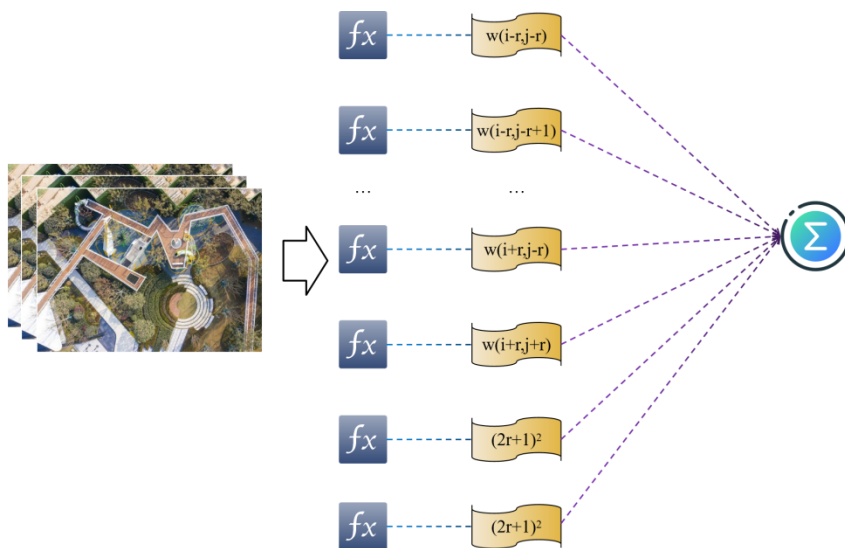 fx w(i-r,j-r)
fx w(i-r,j-r+1)
... ...
fx w(i+r,j-r)
Σ
fx w(i+r,j+r)
fx (2r+1)²
fx (2r+1)²